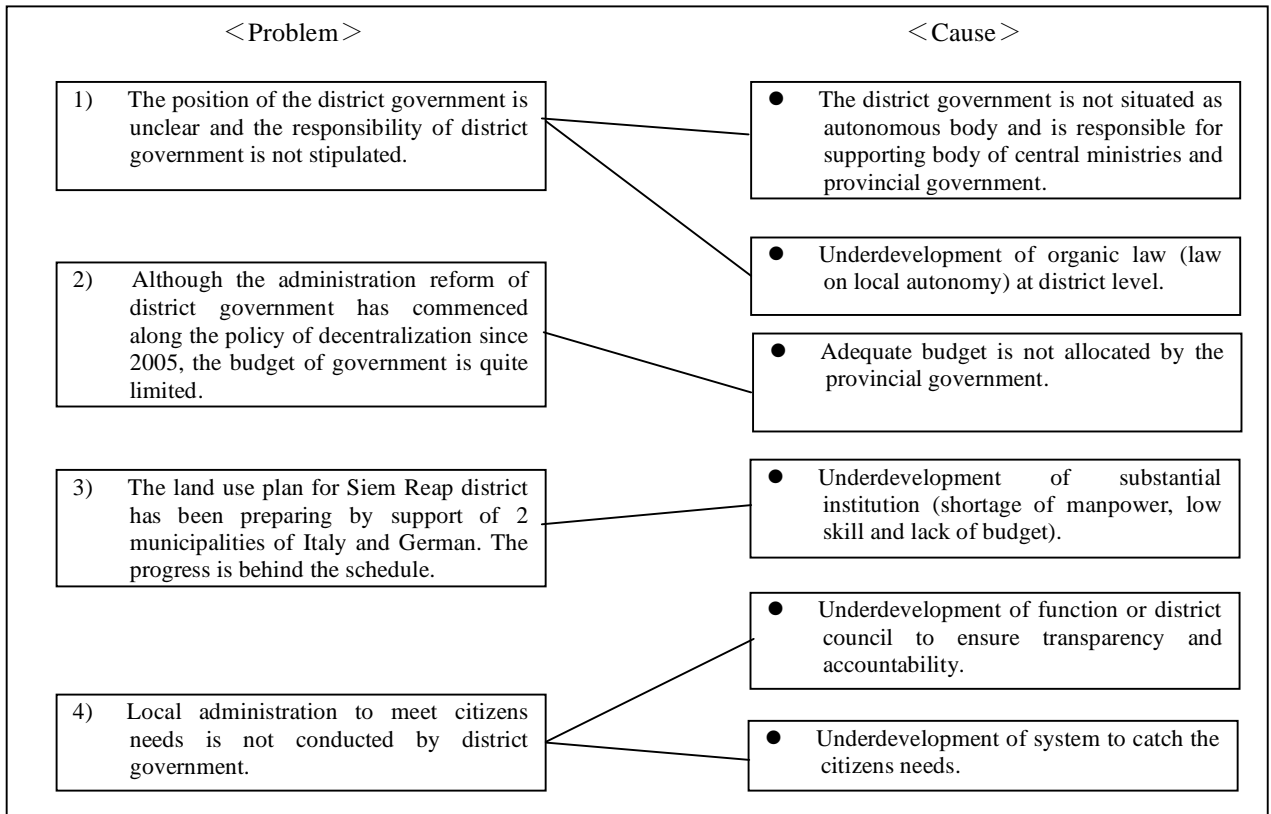 ＜Problem＞
＜Cause＞
1) The position of the district government is
unclear and the responsibility of district
government is not stipulated.
● The district government is not situated as
autonomous body and is responsible for
supporting body of central ministries and
provincial government.
● Underdevelopment of organic law (law
on local autonomy) at district level.
2) Although the administration reform of
district government has commenced
along the policy of decentralization since
2005, the budget of government is quite
limited.
● Adequate budget is not allocated by the
provincial government.
3) The land use plan for Siem Reap district
has been preparing by support of 2
municipalities of Italy and German. The
progress is behind the schedule.
● Underdevelopment of substantial
institution (shortage of manpower, low
skill and lack of budget).
● Underdevelopment of function or district
council to ensure transparency and
accountability.
4) Local administration to meet citizens
needs is not conducted by district
government.
● Underdevelopment of system to catch the
citizens needs.